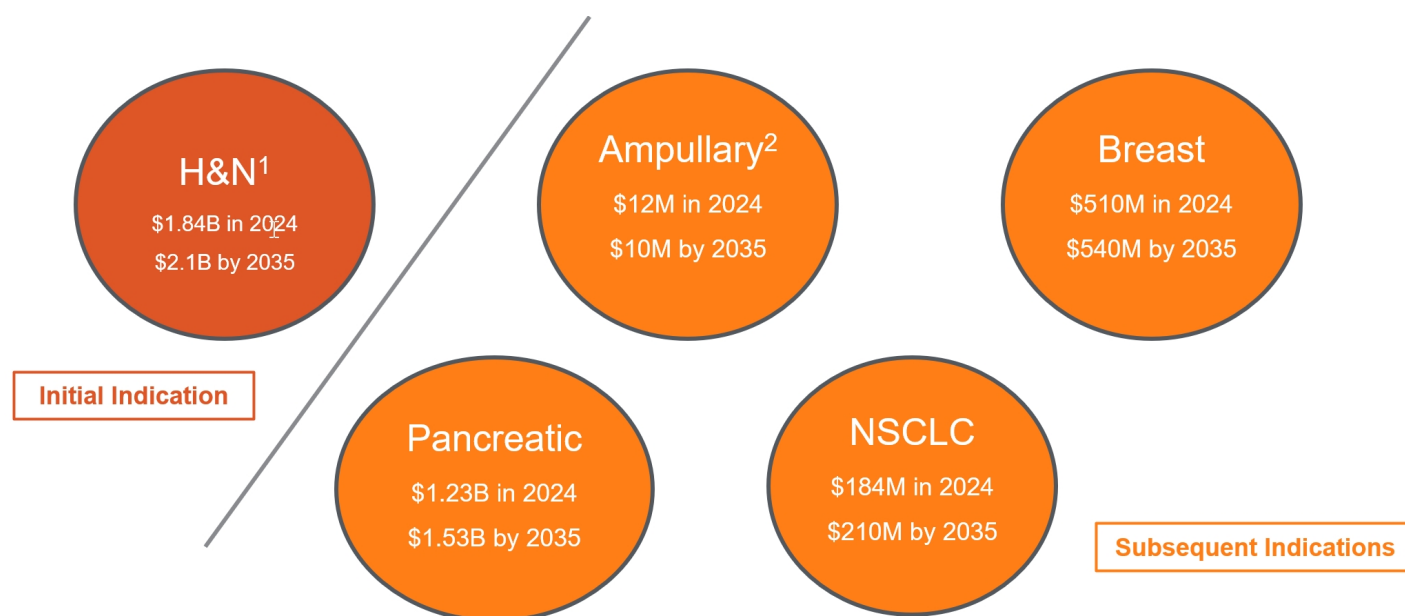 H&N¹
$1.84B in 2024
$2.1B by 2035
Initial Indication
Ampullary²
$12M in 2024
$10M by 2035
Breast
$510M in 2024
$540M by 2035
Pancreatic
$1.23B in 2024
$1.53B by 2035
NSCLC
$184M in 2024
$210M by 2035
Subsequent Indications